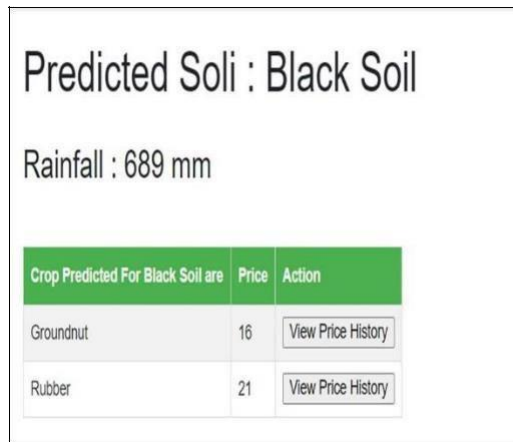 Predicted Soli : Black Soil
Rainfall : 689 mm
Crop Predicted For Black Soil are Price Action
Groundnut 16 View Price History
Rubber 21 View Price History